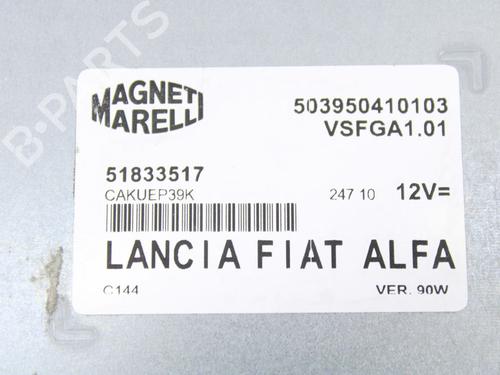 B-PARTS
MAGNETI
MARELLI
503950410103
VSFGA1.01
51833517
CAKUEP39K
247 10 12V=
LANCIA FIAT ALFA
C144
VER. 90W